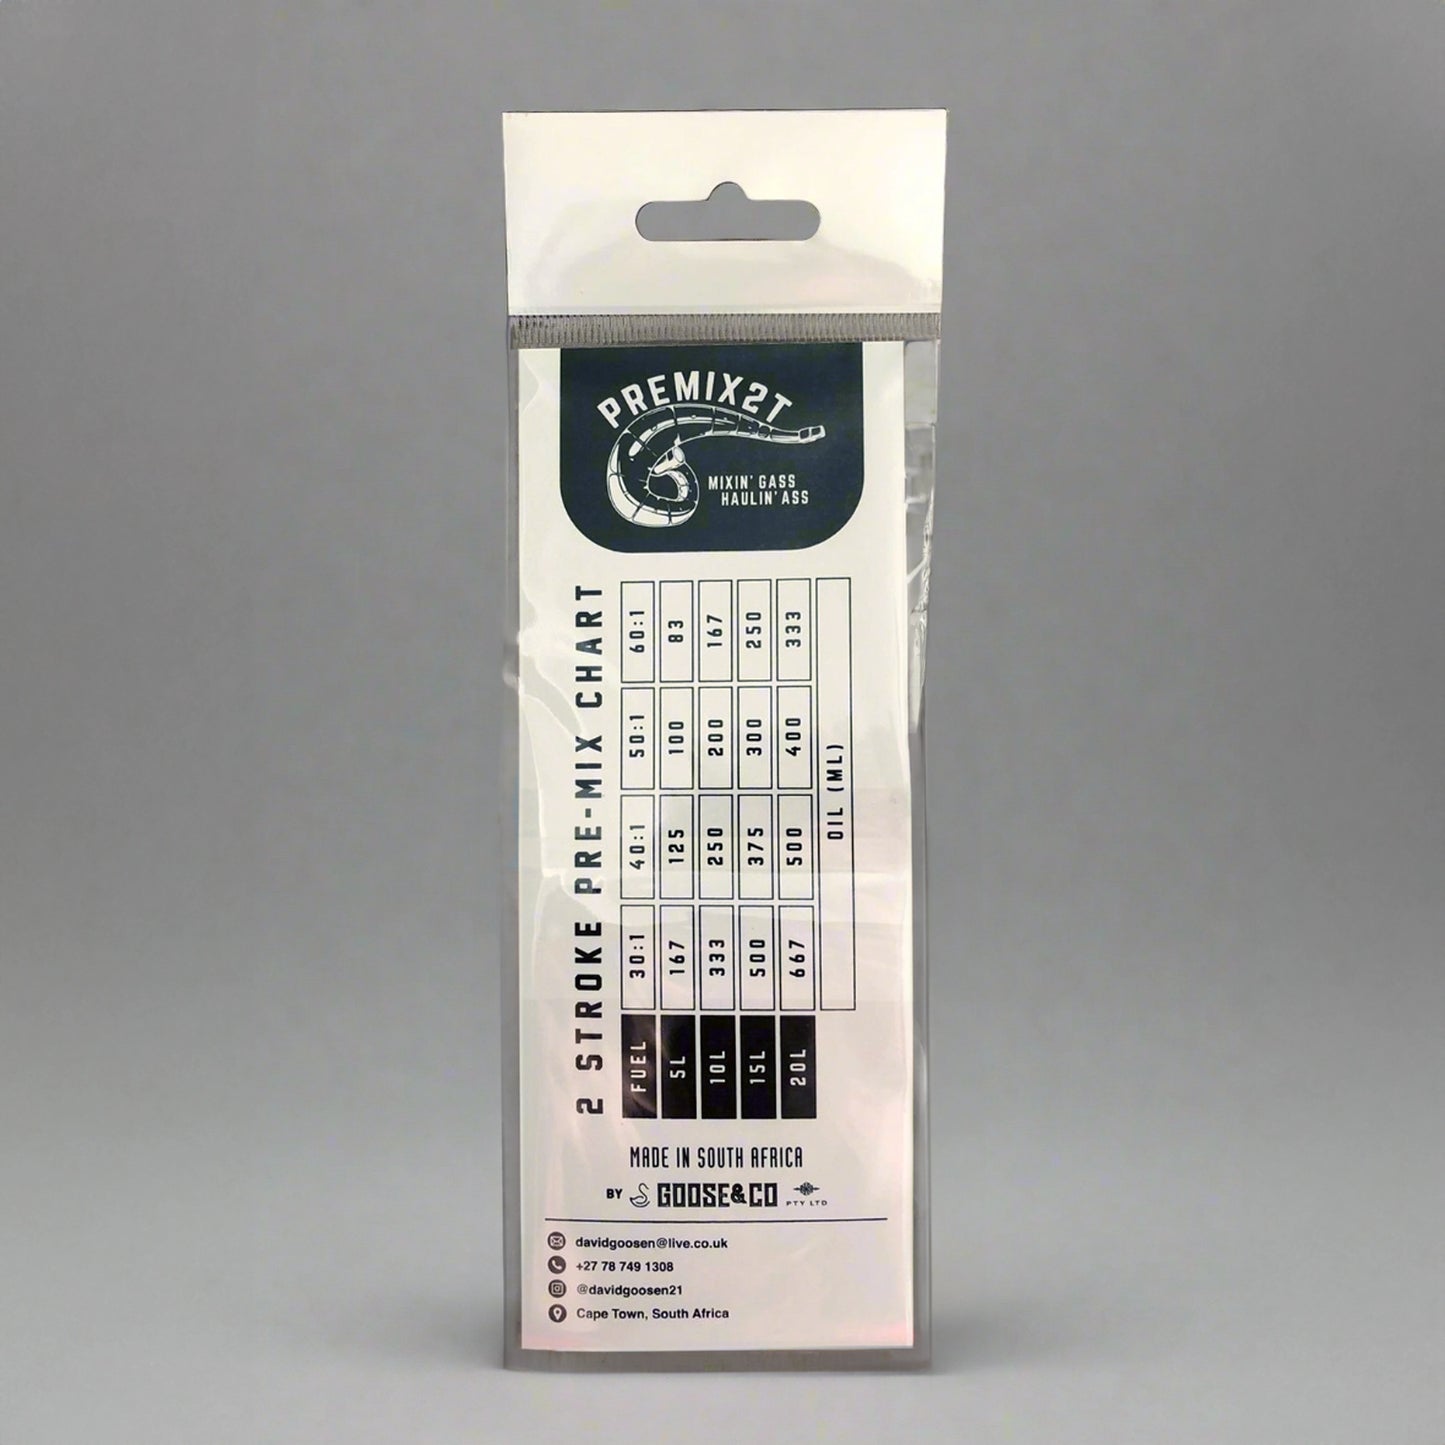 PREMIX2T
MIXIN' GASS
HAULIN' ASS
2 STROKE PRE-MIX CHART
FUEL 30:1 40:1 50:1 60:1
5L 167 125 100 83
10L 333 250 200 167
15L 500 375 300 250
20L 667 500 400 333
OIL (ML)
MADE IN SOUTH AFRICA
BY GOOSE&CO PTY LTD
davidgoosen@live.co.uk
+27 78 749 1308
@davidgoosen21
Cape Town, South Africa